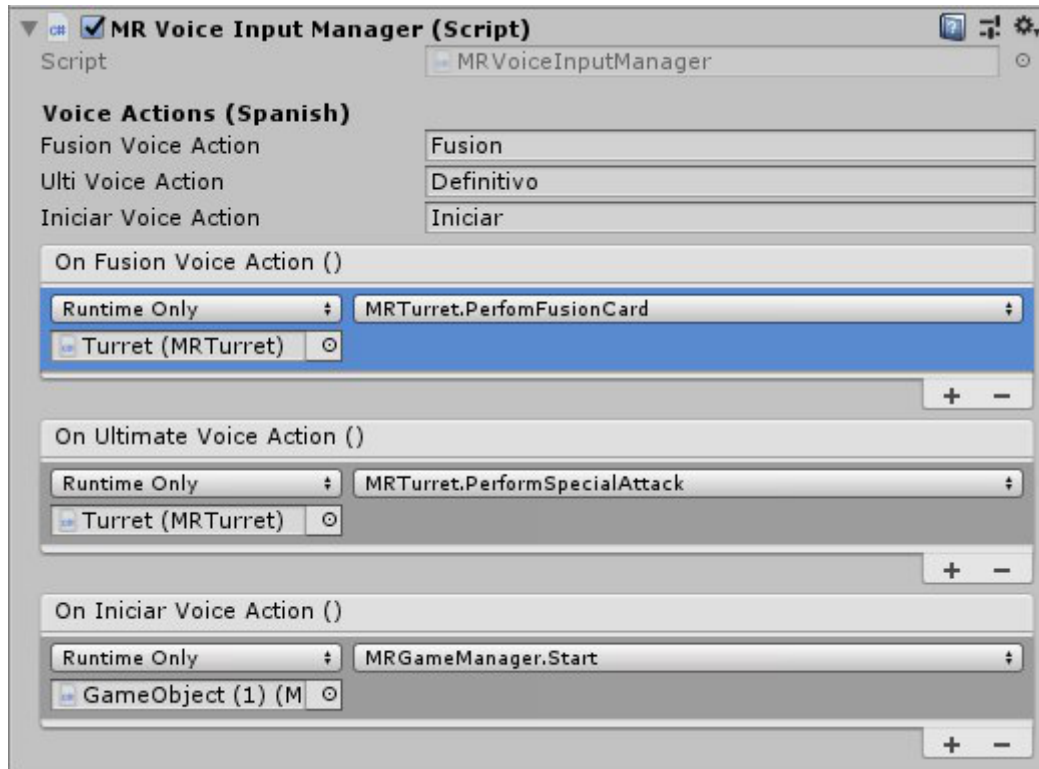 MR Voice Input Manager (Script)
Script MRVoiceInputManager
Voice Actions (Spanish)
Fusion Voice Action Fusion
Ulti Voice Action Definitivo
Iniciar Voice Action Iniciar
On Fusion Voice Action ()
Runtime Only MRTurret.PerfomFusionCard
Turret (MRTurret)
+ −
On Ultimate Voice Action ()
Runtime Only MRTurret.PerformSpecialAttack
Turret (MRTurret)
+ −
On Iniciar Voice Action ()
Runtime Only MRGameManager.Start
GameObject (1) (M
+ −